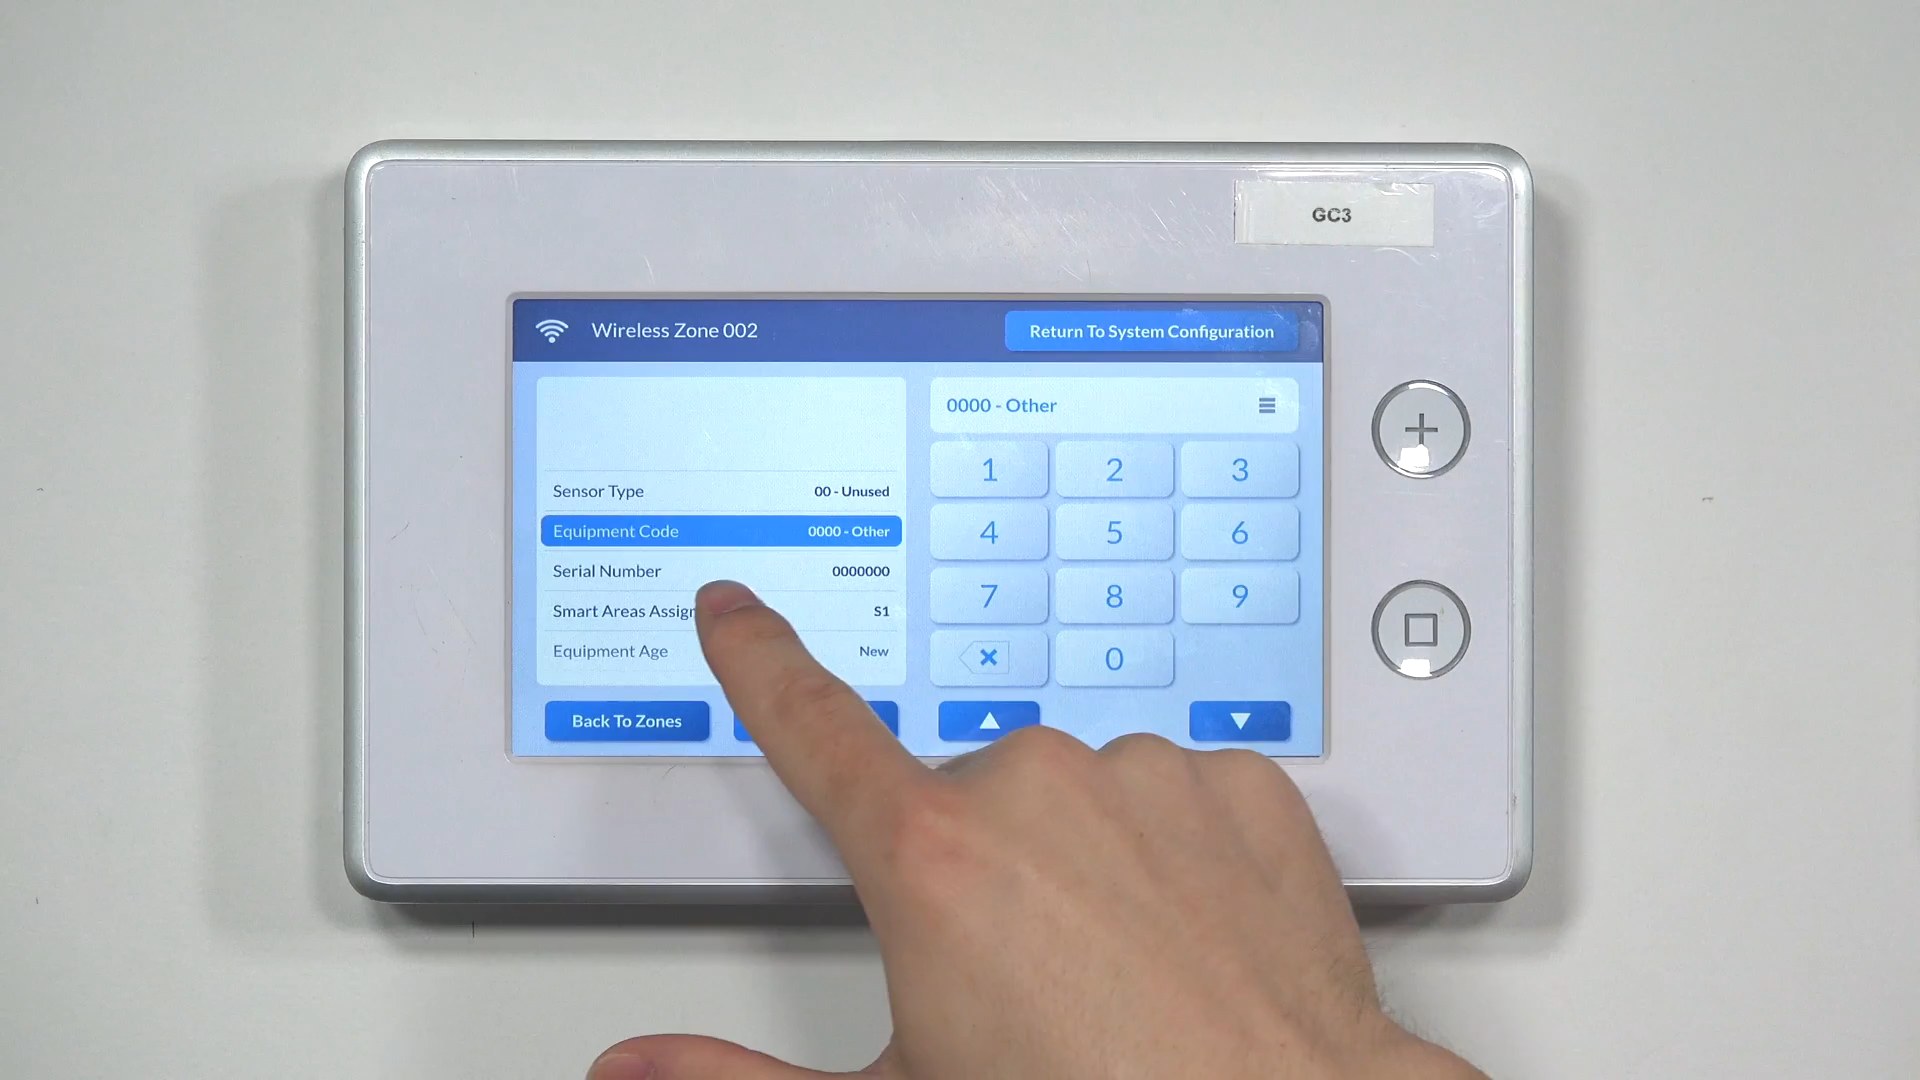 GC3
Wireless Zone 002
Return To System Configuration
Sensor Type 00 - Unused
Equipment Code 0000 - Other
Serial Number 0000000
Smart Areas S1
Equipment Age New
Back To Zones
0000 - Other
1 2 3
4 5 6
7 8 9
0